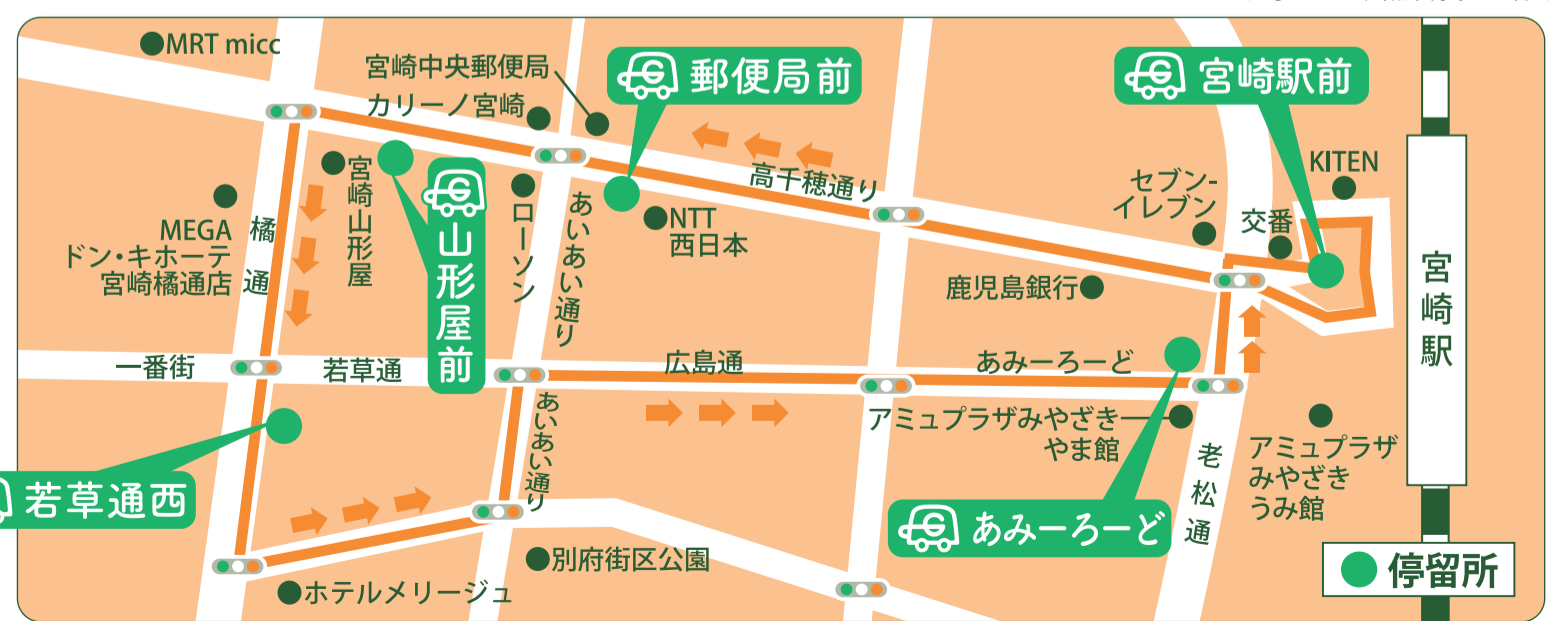 MRT micc
宮崎中央郵便局
カリーノ宮崎
郵便局前
宮崎駅前
KITEN
セブン-
イレブン
交番
高千穂通り
宮崎山形屋
MEGA
ドン・キホーテ
宮崎橘通店
橘通
山形屋前
ローソン
あいあい通り
NTT
西日本
鹿児島銀行
宮崎駅
一番街
若草通
広島通
あみーろーど
あいあい通り
アミュプラザみやざき
やま館
アミュプラザ
みやざき
うみ館
老松通
若草通西
あみーろーど
別府街区公園
ホテルメリージュ
停留所